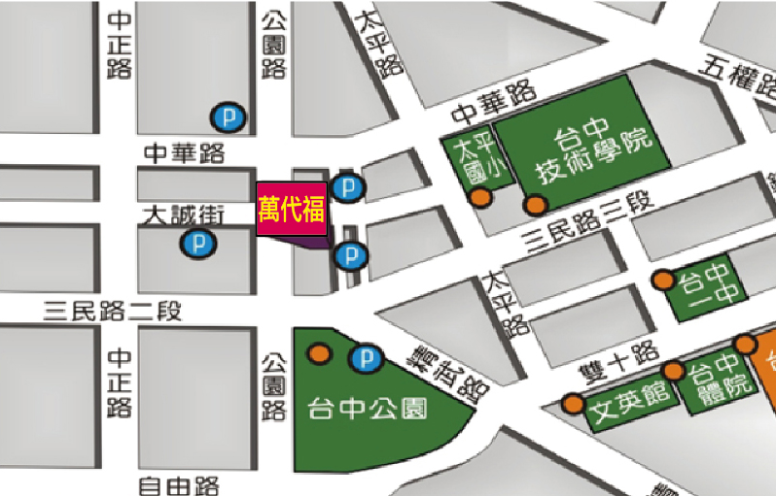 中正路
公園路
太平路
五權路
中華路
P
中華路
太平
國小
台中
技術學院
P
萬代福
大誠街
P
P
三民路三段
太平路
台中
一中
三民路二段
中正路
公園路
P
精武路
雙十路
台中
體院
文英館
台中公園
自由路